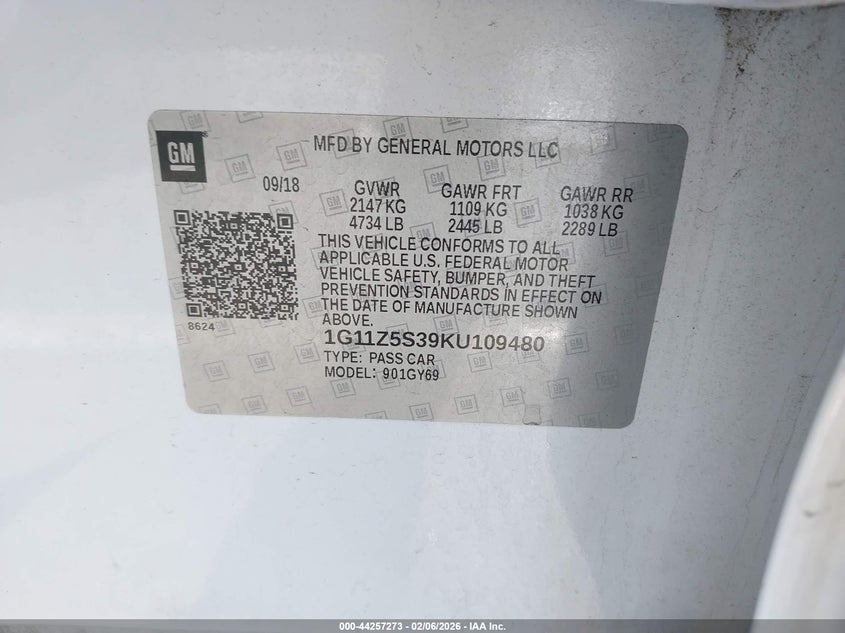 GM
MFD BY GENERAL MOTORS LLC
09/18 GVWR GAWR FRT GAWR RR
2147 KG 1109 KG 1038 KG
4734 LB 2445 LB 2289 LB
THIS VEHICLE CONFORMS TO ALL
APPLICABLE U.S. FEDERAL MOTOR
VEHICLE SAFETY, BUMPER, AND THEFT
PREVENTION STANDARDS IN EFFECT ON
THE DATE OF MANUFACTURE SHOWN
ABOVE.
8624
1G11Z5S39KU109480
TYPE: PASS CAR
MODEL: 901GY69
000-44257273 | 02/06/2026 - IAA Inc.